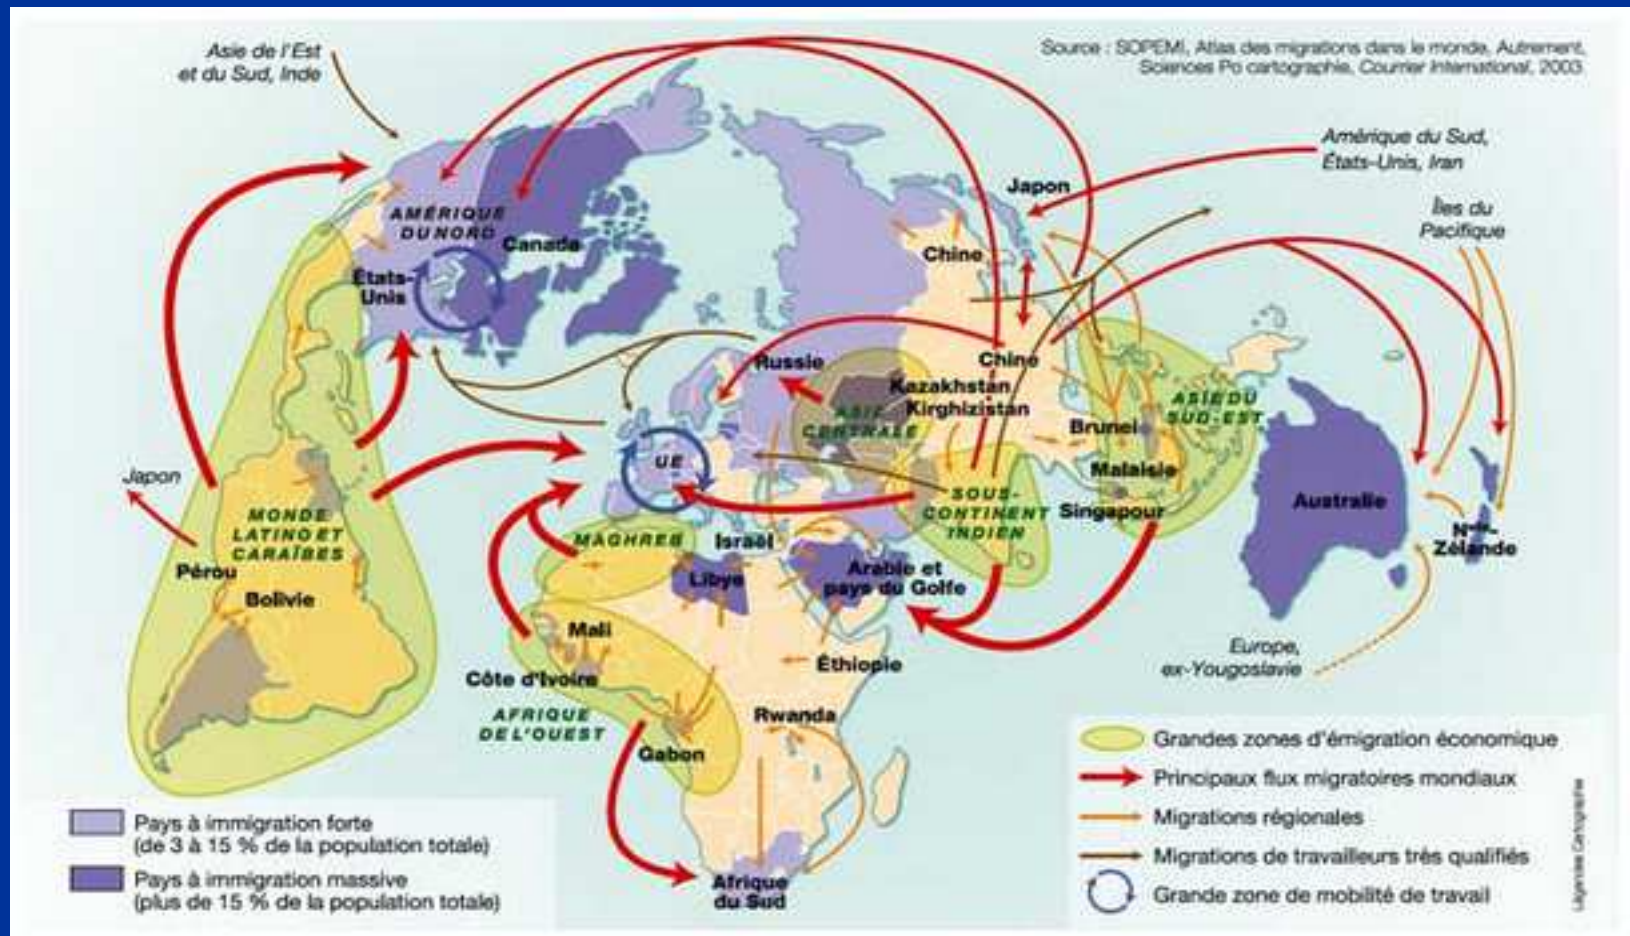 Asie de l'Est
et du Sud, Inde
Source : SOPEMI, Atlas des migrations dans le monde, Autrement,
Sciences Po cartographie, Courrier International, 2003.
Amérique du Sud,
États-Unis, Iran
Japon
Îles du
Pacifique
AMÉRIQUE
DU NORD
Canada
Chine
États-
Unis
Russie
Chine
Kazakhstan
Kirghizistan
ASIE
CENTRALE
ASIE DU
SUD-EST
Brunei
UE
Malaisie
Japon
SOUS-
CONTINENT
INDIEN
Singapour
Australie
MONDE
LATINO ET
CARAÏBES
MAGHREB
Israël
Nlle-
Zélande
Pérou
Libye
Arabie et
pays du Golfe
Bolivie
Mali
Éthiopie
Europe,
ex-Yougoslavie
Côte d'Ivoire
AFRIQUE
DE L'OUEST
Rwanda
Gabon
Afrique
du Sud
Pays à immigration forte
(de 3 à 15 % de la population totale)
Pays à immigration massive
(plus de 15 % de la population totale)
Grandes zones d'émigration économique
Principaux flux migratoires mondiaux
Migrations régionales
Migrations de travailleurs très qualifiés
Grande zone de mobilité de travail
Légendes Cartographie